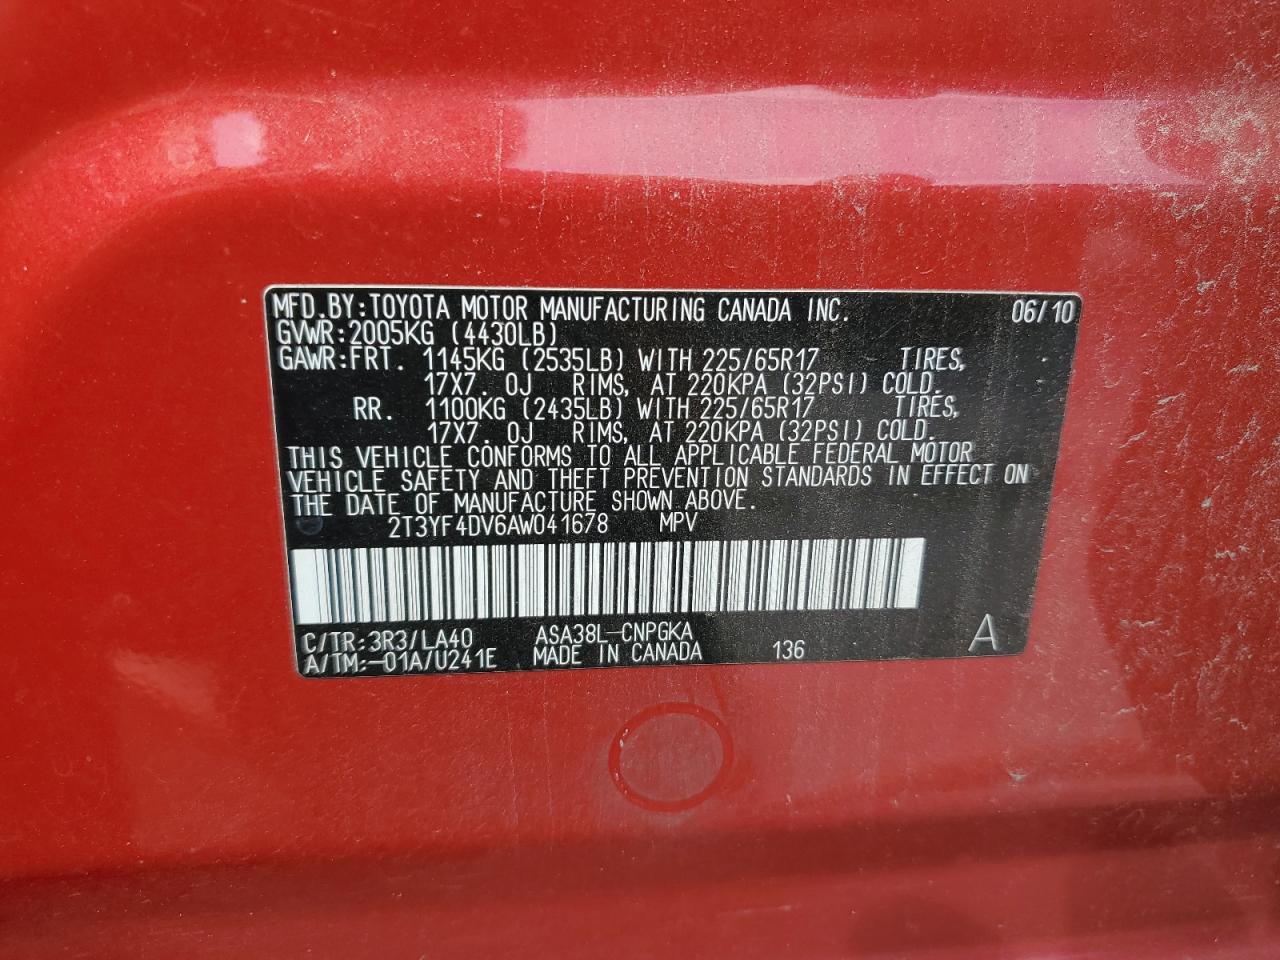 MFD.BY:TOYOTA MOTOR MANUFACTURING CANADA INC. 06/10
GVWR:2005KG (4430LB)
GAWR:FRT. 1145KG (2535LB) WITH 225/65R17 TIRES,
17X7. 0J RIMS, AT 220KPA (32PSI) COLD.
RR. 1100KG (2435LB) WITH 225/65R17 TIRES,
17X7. 0J RIMS, AT 220KPA (32PSI) COLD.
THIS VEHICLE CONFORMS TO ALL APPLICABLE FEDERAL MOTOR
VEHICLE SAFETY AND THEFT PREVENTION STANDARDS IN EFFECT ON
THE DATE OF MANUFACTURE SHOWN ABOVE.
2T3YF4DV6AW041678 MPV
C/TR:3R3/LA40 ASA38L-CNPGKA
A/TM:-01A/U241E MADE IN CANADA 136 A